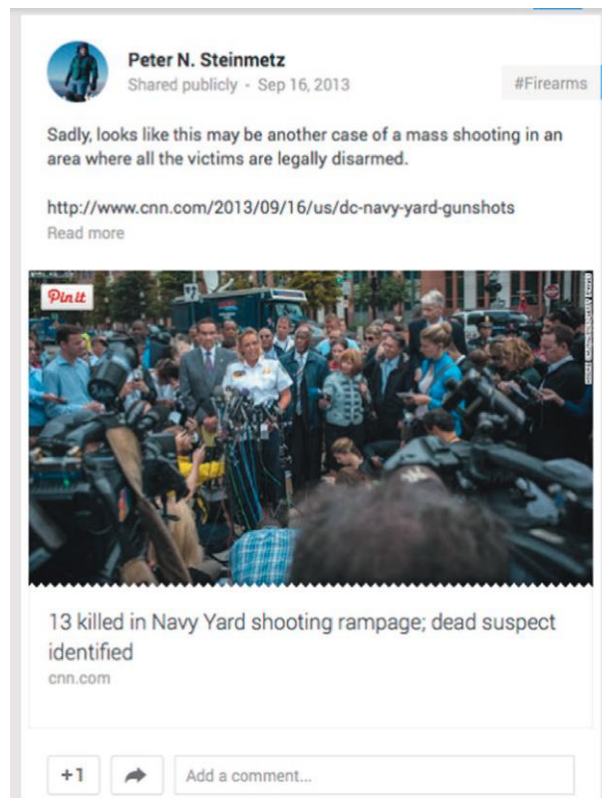 Peter N. Steinmetz
Shared publicly - Sep 16, 2013
#Firearms
Sadly, looks like this may be another case of a mass shooting in an
area where all the victims are legally disarmed.
http://www.cnn.com/2013/09/16/us/dc-navy-yard-gunshots
Read more
Pin it
13 killed in Navy Yard shooting rampage; dead suspect
identified
cnn.com
+1
Add a comment...